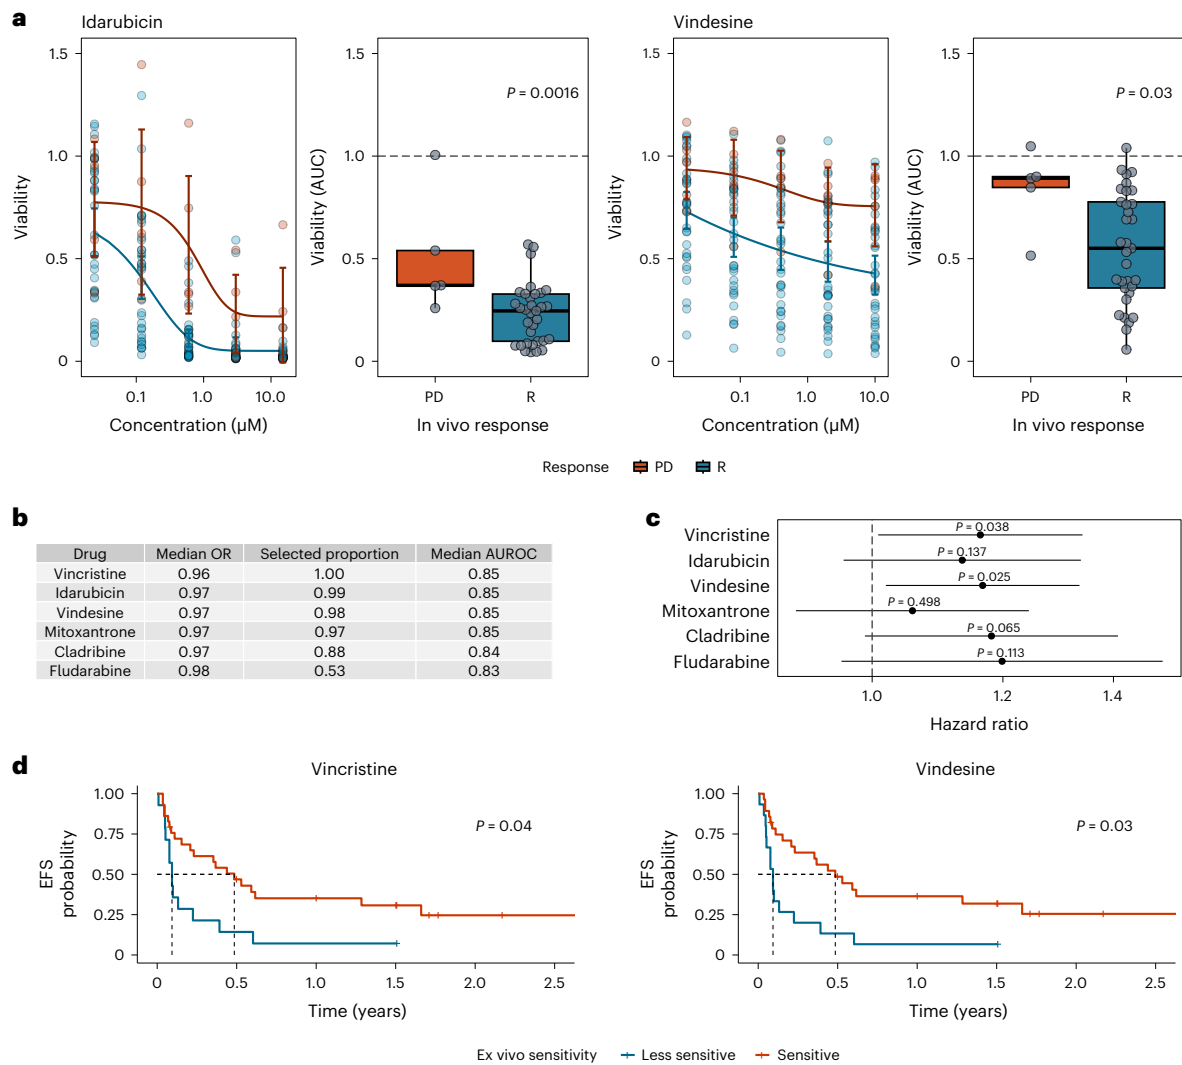 a
Idarubicin
Vindesine
1.5
1.0
0.5
0
Viability
0.1
1.0
10.0
Concentration (µM)
1.5
1.0
0.5
0
Viability (AUC)
P = 0.0016
PD
R
In vivo response
1.5
1.0
0.5
0
Viability
0.1
1.0
10.0
Concentration (µM)
1.5
1.0
0.5
0
Viability (AUC)
P = 0.03
PD
R
In vivo response
Response PD R
b
Drug Median OR Selected proportion Median AUROC
Vincristine 0.96 1.00 0.85
Idarubicin 0.97 0.99 0.85
Vindesine 0.97 0.98 0.85
Mitoxantrone 0.97 0.97 0.85
Cladribine 0.97 0.88 0.84
Fludarabine 0.98 0.53 0.83
c
Vincristine P = 0.038
Idarubicin P = 0.137
Vindesine P = 0.025
Mitoxantrone P = 0.498
Cladribine P = 0.065
Fludarabine P = 0.113
1.0 1.2 1.4
Hazard ratio
d
Vincristine
1.00
0.75
0.50
0.25
0
EFS
probability
P = 0.04
0 0.5 1.0 1.5 2.0 2.5
Time (years)
Vindesine
1.00
0.75
0.50
0.25
0
EFS
probability
P = 0.03
0 0.5 1.0 1.5 2.0 2.5
Time (years)
Ex vivo sensitivity Less sensitive Sensitive